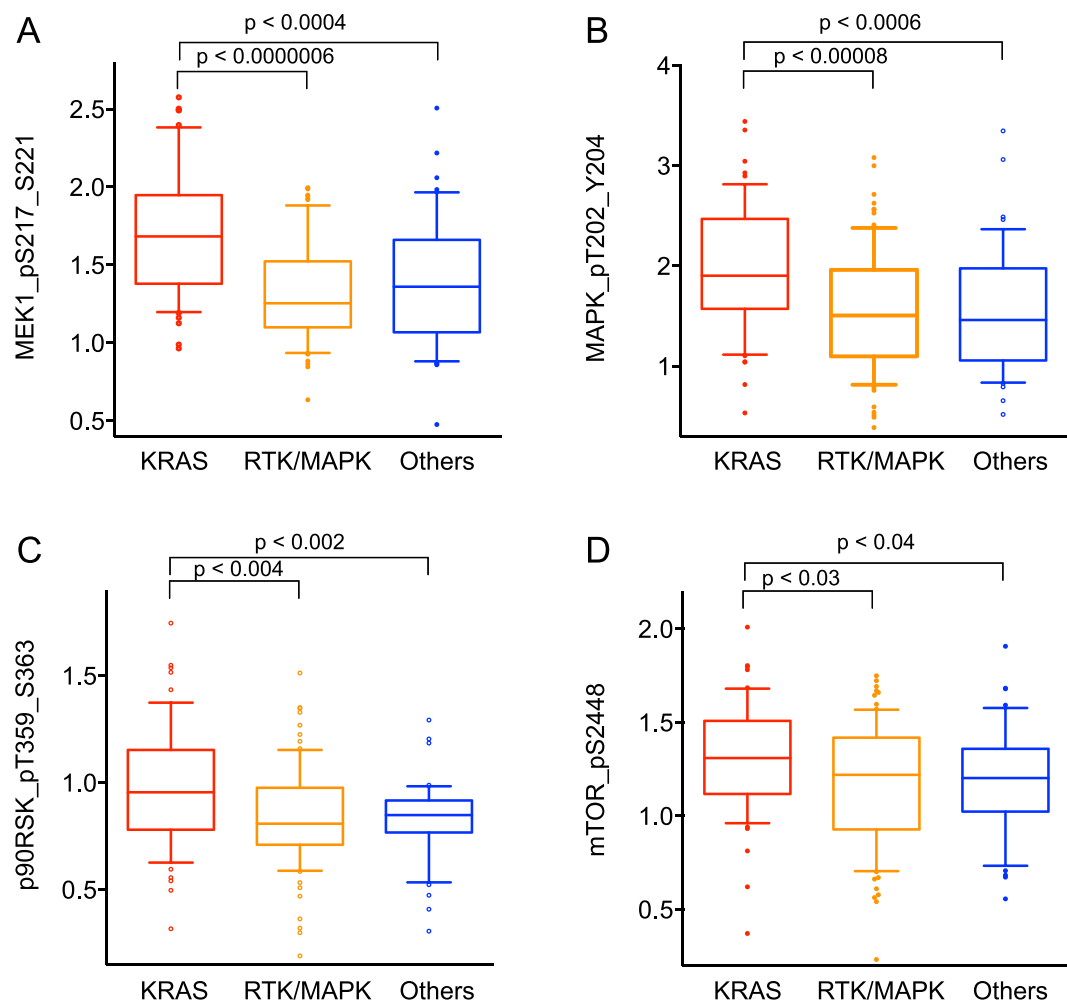 A
p < 0.0004
p < 0.0000006
MEK1_pS217_S221
2.5
2.0
1.5
1.0
0.5
KRAS RTK/MAPK Others
B
p < 0.0006
p < 0.00008
MAPK_pT202_Y204
4
3
2
1
KRAS RTK/MAPK Others
C
p < 0.002
p < 0.004
p90RSK_pT359_S363
1.5
1.0
0.5
KRAS RTK/MAPK Others
D
p < 0.04
p < 0.03
mTOR_pS2448
2.0
1.5
1.0
0.5
KRAS RTK/MAPK Others